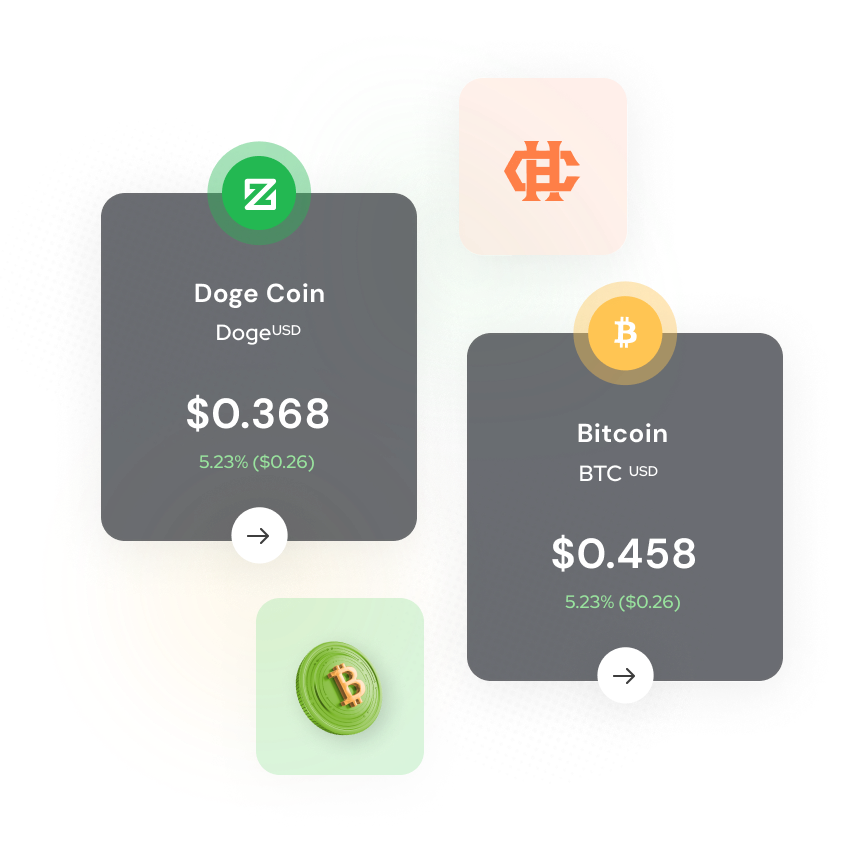 Doge Coin
DogeUSD
$0.368
5.23% ($0.26)
Bitcoin
BTC USD
$0.458
5.23% ($0.26)